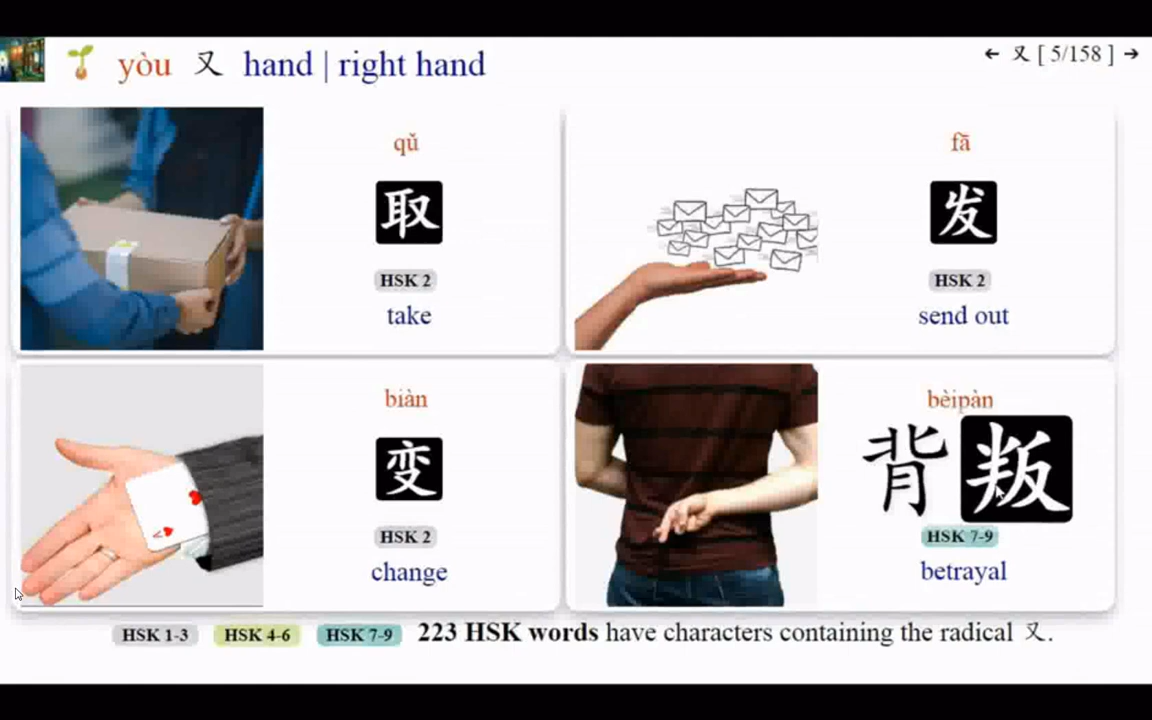 yòu 又 hand | right hand
← 又 [ 5/158 ] →
qǔ
取
HSK 2
take
fā
发
HSK 2
send out
biàn
变
HSK 2
change
bèipàn
背叛
HSK 7-9
betrayal
HSK 1-3 HSK 4-6 HSK 7-9 223 HSK words have characters containing the radical 又.